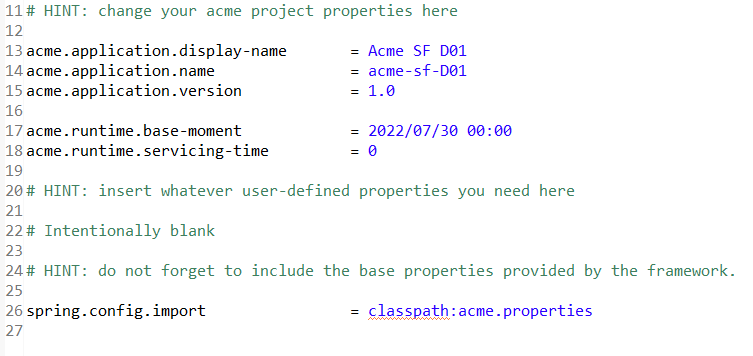 11 # HINT: change your acme project properties here
12
13 acme.application.display-name = Acme SF D01
14 acme.application.name = acme-sf-D01
15 acme.application.version = 1.0
16
17 acme.runtime.base-moment = 2022/07/30 00:00
18 acme.runtime.servicing-time = 0
19
20 # HINT: insert whatever user-defined properties you need here
21
22 # Intentionally blank
23
24 # HINT: do not forget to include the base properties provided by the framework.
25
26 spring.config.import = classpath:acme.properties
27